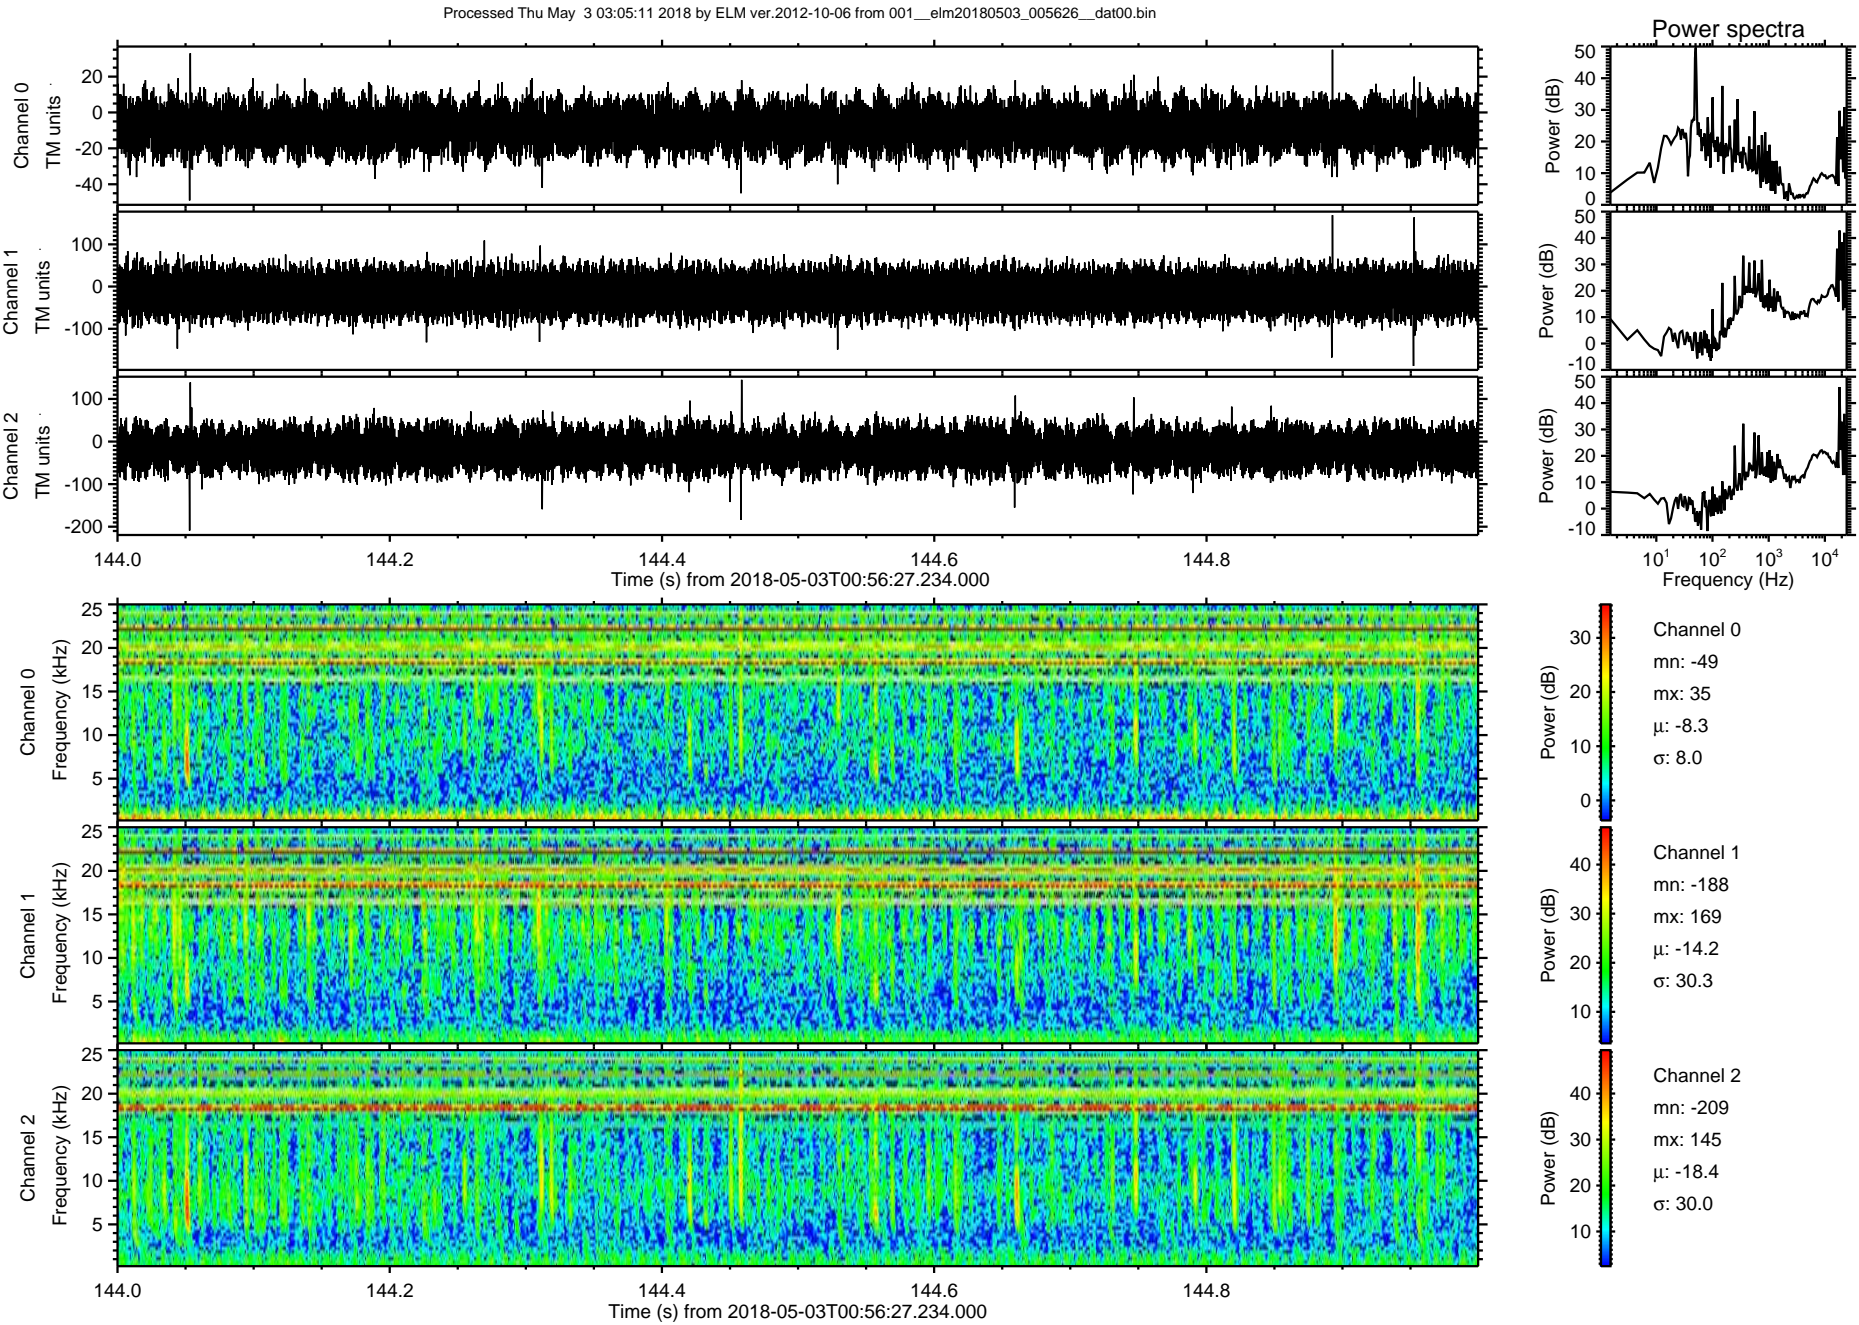 Processed Thu May  3 03:05:11 2018 by ELM ver.2012-10-06 from 001__elm20180503_005626__dat00.bin
Power spectra
Channel 0
TM units
20
0
-20
-40
Power (dB)
50
40
30
20
10
0
Channel 1
TM units
100
0
-100
Power (dB)
50
40
30
20
10
0
-10
Channel 2
TM units
100
0
-100
-200
Power (dB)
50
40
30
20
10
0
-10
144.0 144.2 144.4 144.6 144.8
Time (s) from 2018-05-03T00:56:27.234.000
10^1 10^2 10^3 10^4
Frequency (Hz)
Channel 0
Frequency (kHz)
25
20
15
10
5
Power (dB)
30
20
10
0
Channel 0
mn: -49
mx: 35
μ: -8.3
σ: 8.0
Channel 1
Frequency (kHz)
25
20
15
10
5
Power (dB)
40
30
20
10
Channel 1
mn: -188
mx: 169
μ: -14.2
σ: 30.3
Channel 2
Frequency (kHz)
25
20
15
10
5
Power (dB)
40
30
20
10
Channel 2
mn: -209
mx: 145
μ: -18.4
σ: 30.0
144.0 144.2 144.4 144.6 144.8
Time (s) from 2018-05-03T00:56:27.234.000